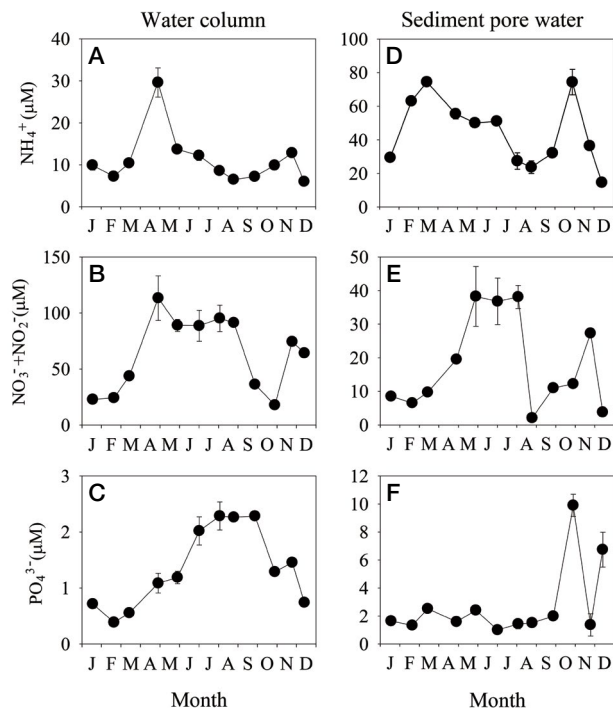 Water column
Sediment pore water
A
NH₄⁺ (μM)
40
30
20
10
0
J F M A M J J A S O N D
D
100
80
60
40
20
0
J F M A M J J A S O N D
B
NO₃⁻+NO₂⁻(μM)
150
100
50
0
J F M A M J J A S O N D
E
50
40
30
20
10
0
J F M A M J J A S O N D
C
PO₄³⁻(μM)
3
2
1
0
J F M A M J J A S O N D
Month
F
12
10
8
6
4
2
0
J F M A M J J A S O N D
Month